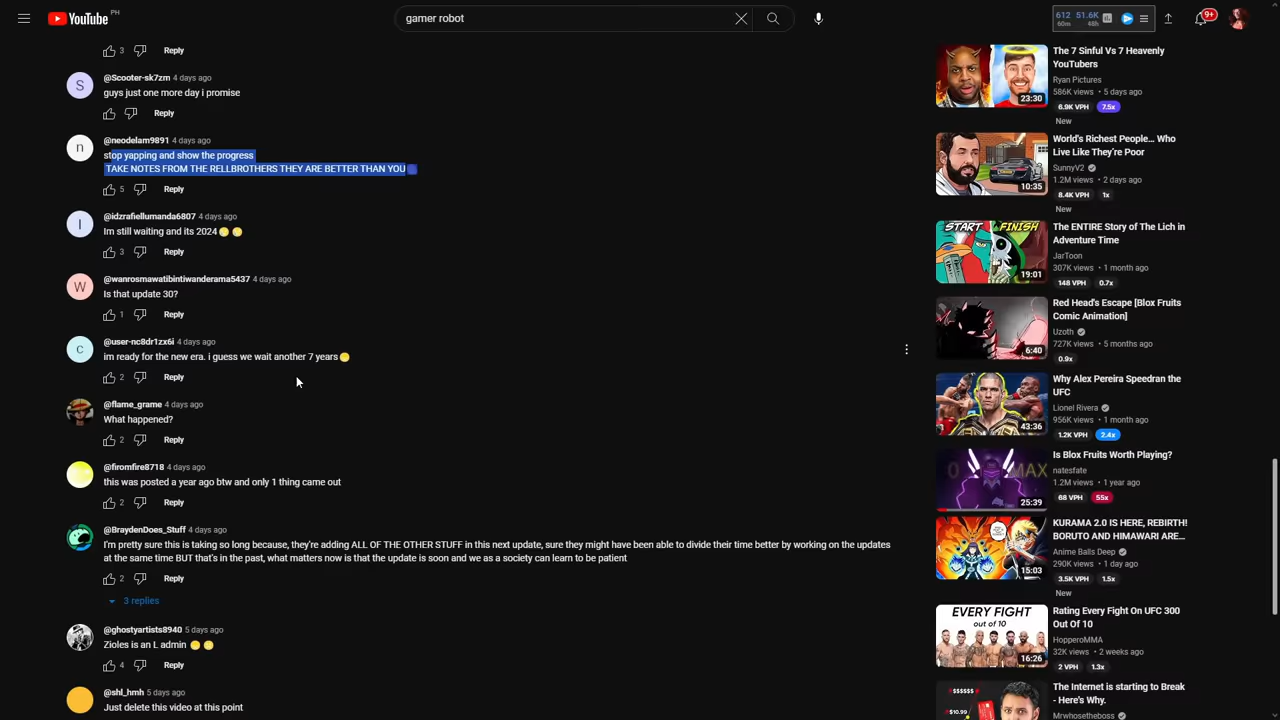 YouTube PH
gamer robot
612 51.6K
60m 48h
9+
3 Reply
S
@Scooter-sk7zm 4 days ago
guys just one more day i promise
Reply
n
@neodelam9891 4 days ago
stop yapping and show the progress
TAKE NOTES FROM THE RELLBROTHERS THEY ARE BETTER THAN YOU
5 Reply
I
@idzrafiellumanda6807 4 days ago
Im still waiting and its 2024
3 Reply
W
@wanrosmawatibintiwanderama5437 4 days ago
Is that update 30?
1 Reply
c
@user-nc8dr1zx6i 4 days ago
im ready for the new era. i guess we wait another 7 years
2 Reply
@flame_grame 4 days ago
What happened?
2 Reply
@firomfire8718 4 days ago
this was posted a year ago btw and only 1 thing came out
2 Reply
@BraydenDoes_Stuff 4 days ago
I'm pretty sure this is taking so long because, they're adding ALL OF THE OTHER STUFF in this next update, sure they might have been able to divide their time better by working on the updates
at the same time BUT that's in the past, what matters now is that the update is soon and we as a society can learn to be patient
2 Reply
3 replies
@ghostyartists8940 5 days ago
Zioles is an L admin
4 Reply
@shl_hmh 5 days ago
Just delete this video at this point
23:30
The 7 Sinful Vs 7 Heavenly
YouTubers
Ryan Pictures
586K views • 5 days ago
6.9K VPH 7.5x
New
10:35
World's Richest People... Who
Live Like They're Poor
SunnyV2
1.2M views • 2 days ago
8.4K VPH 1x
New
START FINISH
19:01
The ENTIRE Story of The Lich in
Adventure Time
JarToon
307K views • 1 month ago
148 VPH 0.7x
6:40
Red Head's Escape [Blox Fruits
Comic Animation]
Uzoth
727K views • 5 months ago
0.9x
43:36
Why Alex Pereira Speedran the
UFC
Lionel Rivera
956K views • 1 month ago
1.2K VPH 2.4x
MAX
25:39
Is Blox Fruits Worth Playing?
natesfate
1.2M views • 1 year ago
68 VPH 55x
15:03
KURAMA 2.0 IS HERE, REBIRTH!
BORUTO AND HIMAWARI ARE...
Anime Balls Deep
290K views • 1 day ago
3.5K VPH 1.5x
New
EVERY FIGHT
out of 10
16:26
Rating Every Fight On UFC 300
Out Of 10
HopperoMMA
32K views • 2 weeks ago
2 VPH 1.3x
$$$$$$
$10.99
The Internet is starting to Break
- Here's Why.
Mrwhosetheboss